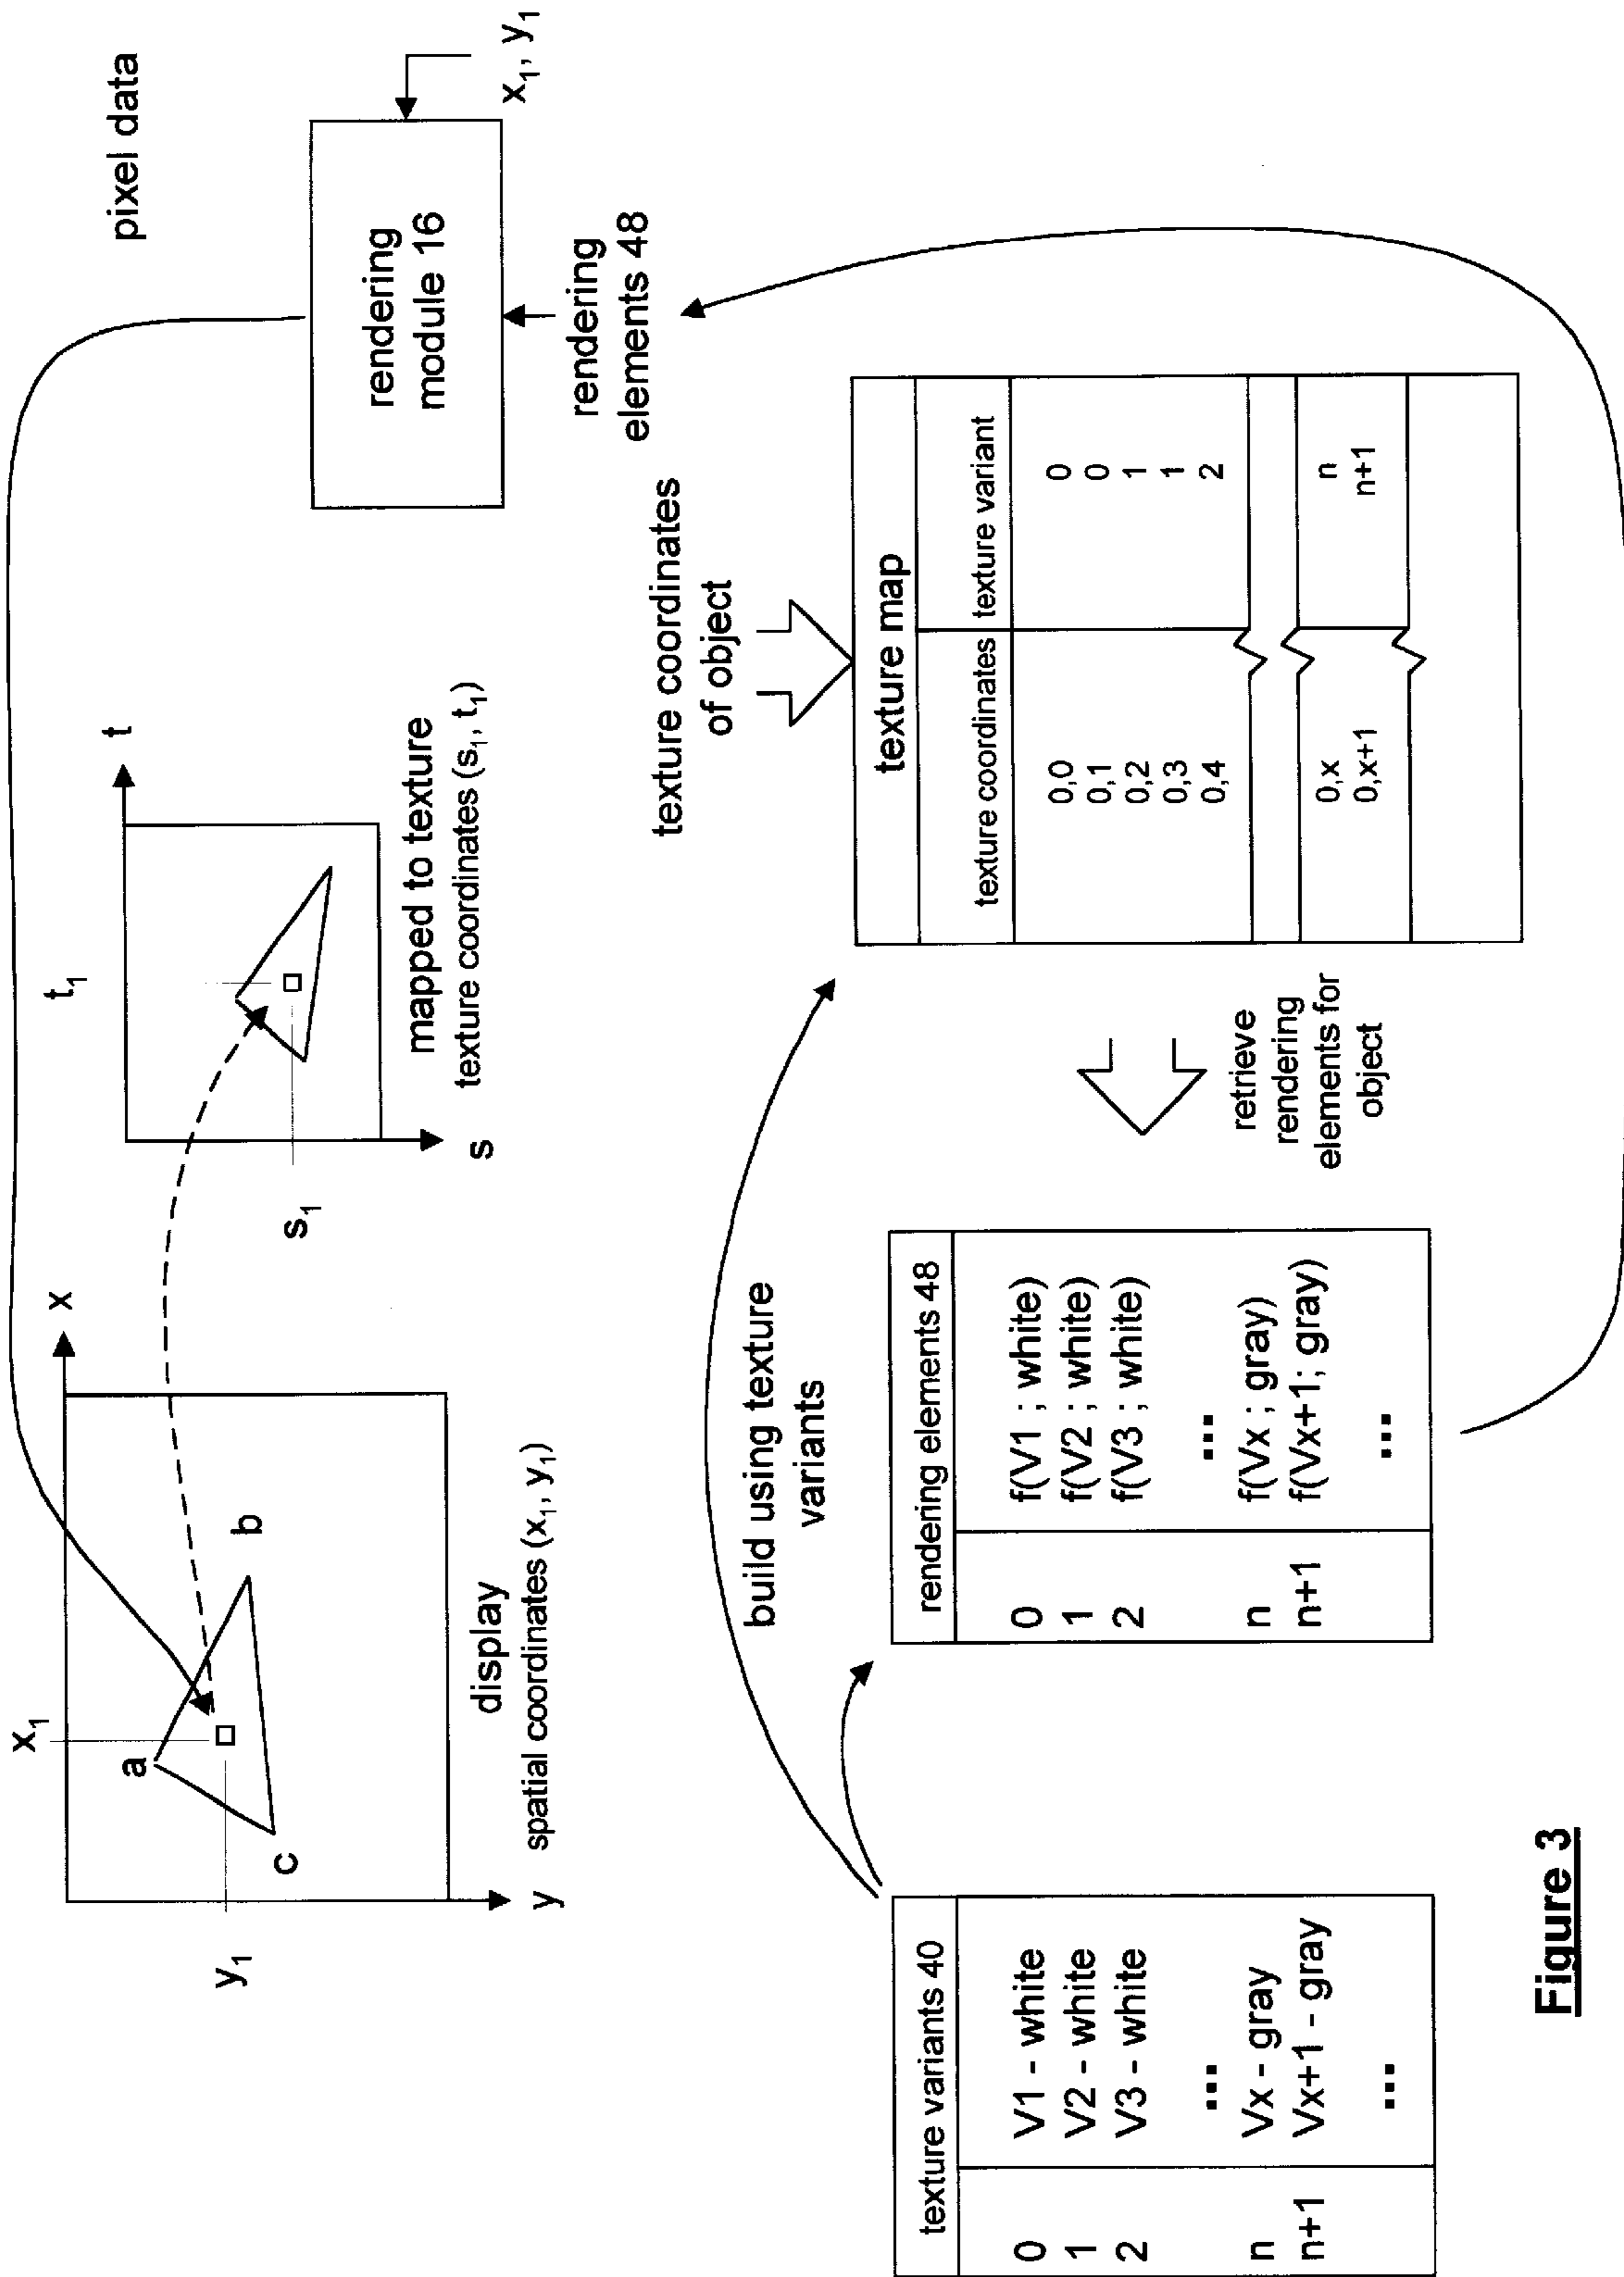 x₁
x
y₁
a
b
c
y
display
spatial coordinates (x₁, y₁)
t₁
t
s₁
s
mapped to texture
texture coordinates (s₁, t₁)
pixel data
rendering
module 16
x₁, y₁
rendering
elements 48
texture coordinates
of object
build using texture
variants
texture variants 40
0 V1 - white
1 V2 - white
2 V3 - white
...
n Vx - gray
n+1 Vx+1 - gray
...
rendering elements 48
0 f(V1 ; white)
1 f(V2 ; white)
2 f(V3 ; white)
...
n f(Vx ; gray)
n+1 f(Vx+1; gray)
...
retrieve
rendering
elements for
object
texture map
texture coordinates texture variant
0,0 0
0,1 0
0,2 1
0,3 1
0,4 2
0,x n
0,x+1 n+1
Figure 3